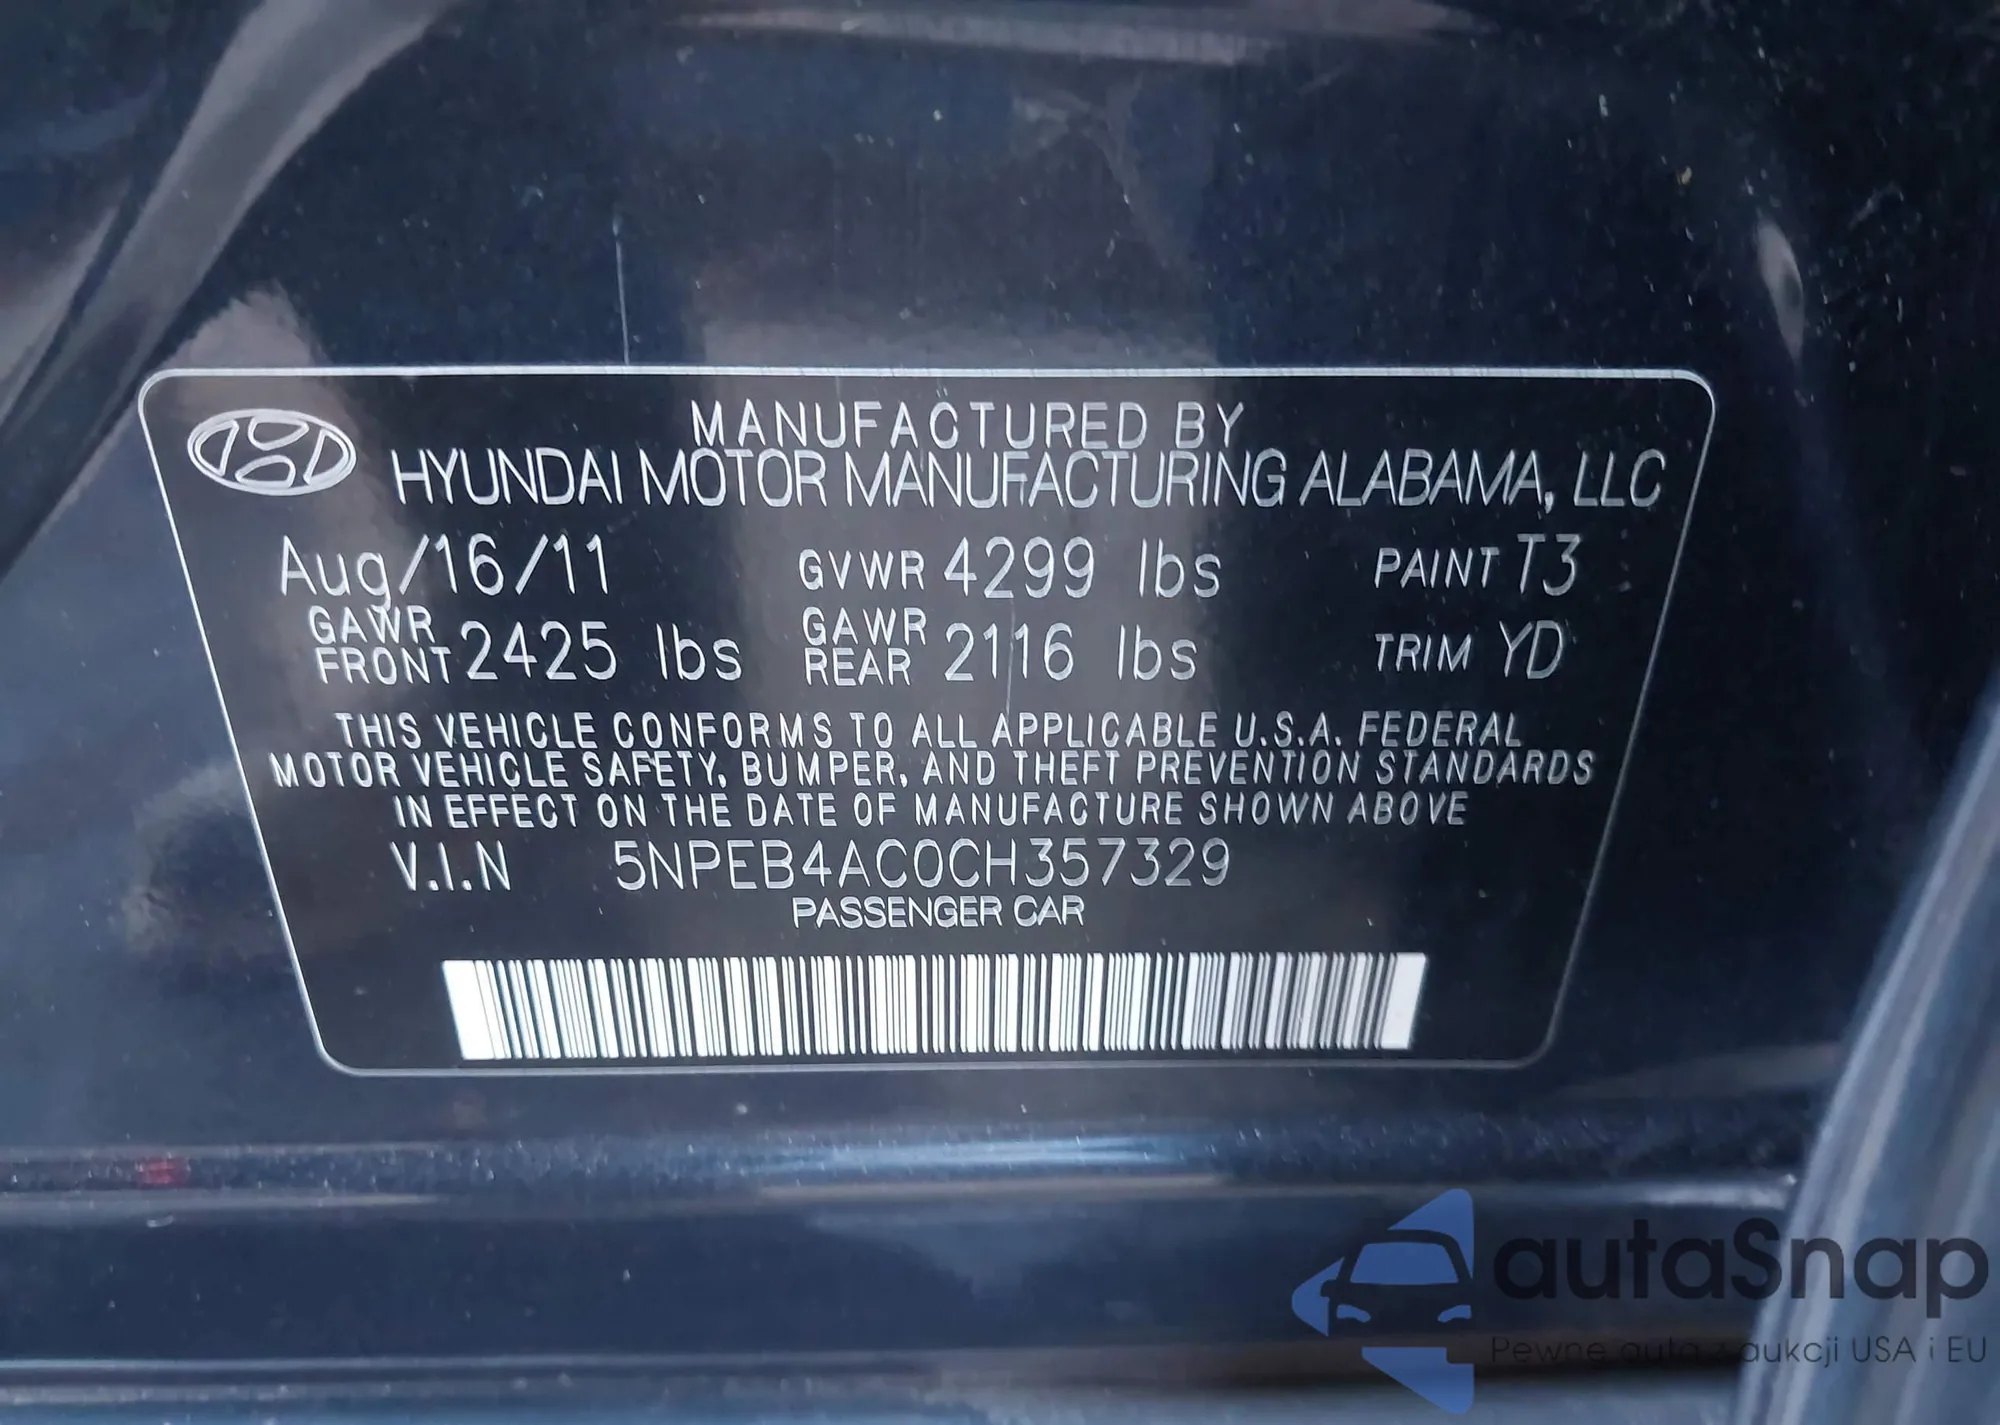 MANUFACTURED BY
HYUNDAI MOTOR MANUFACTURING ALABAMA, LLC
Aug/16/11 GVWR 4299 lbs PAINT T3
GAWR FRONT 2425 lbs GAWR REAR 2116 lbs TRIM YD
THIS VEHICLE CONFORMS TO ALL APPLICABLE U.S.A. FEDERAL
MOTOR VEHICLE SAFETY, BUMPER, AND THEFT PREVENTION STANDARDS
IN EFFECT ON THE DATE OF MANUFACTURE SHOWN ABOVE
V.I.N 5NPEB4AC0CH357329
PASSENGER CAR
autaSnap
Pewne auta z aukcji USA i EU